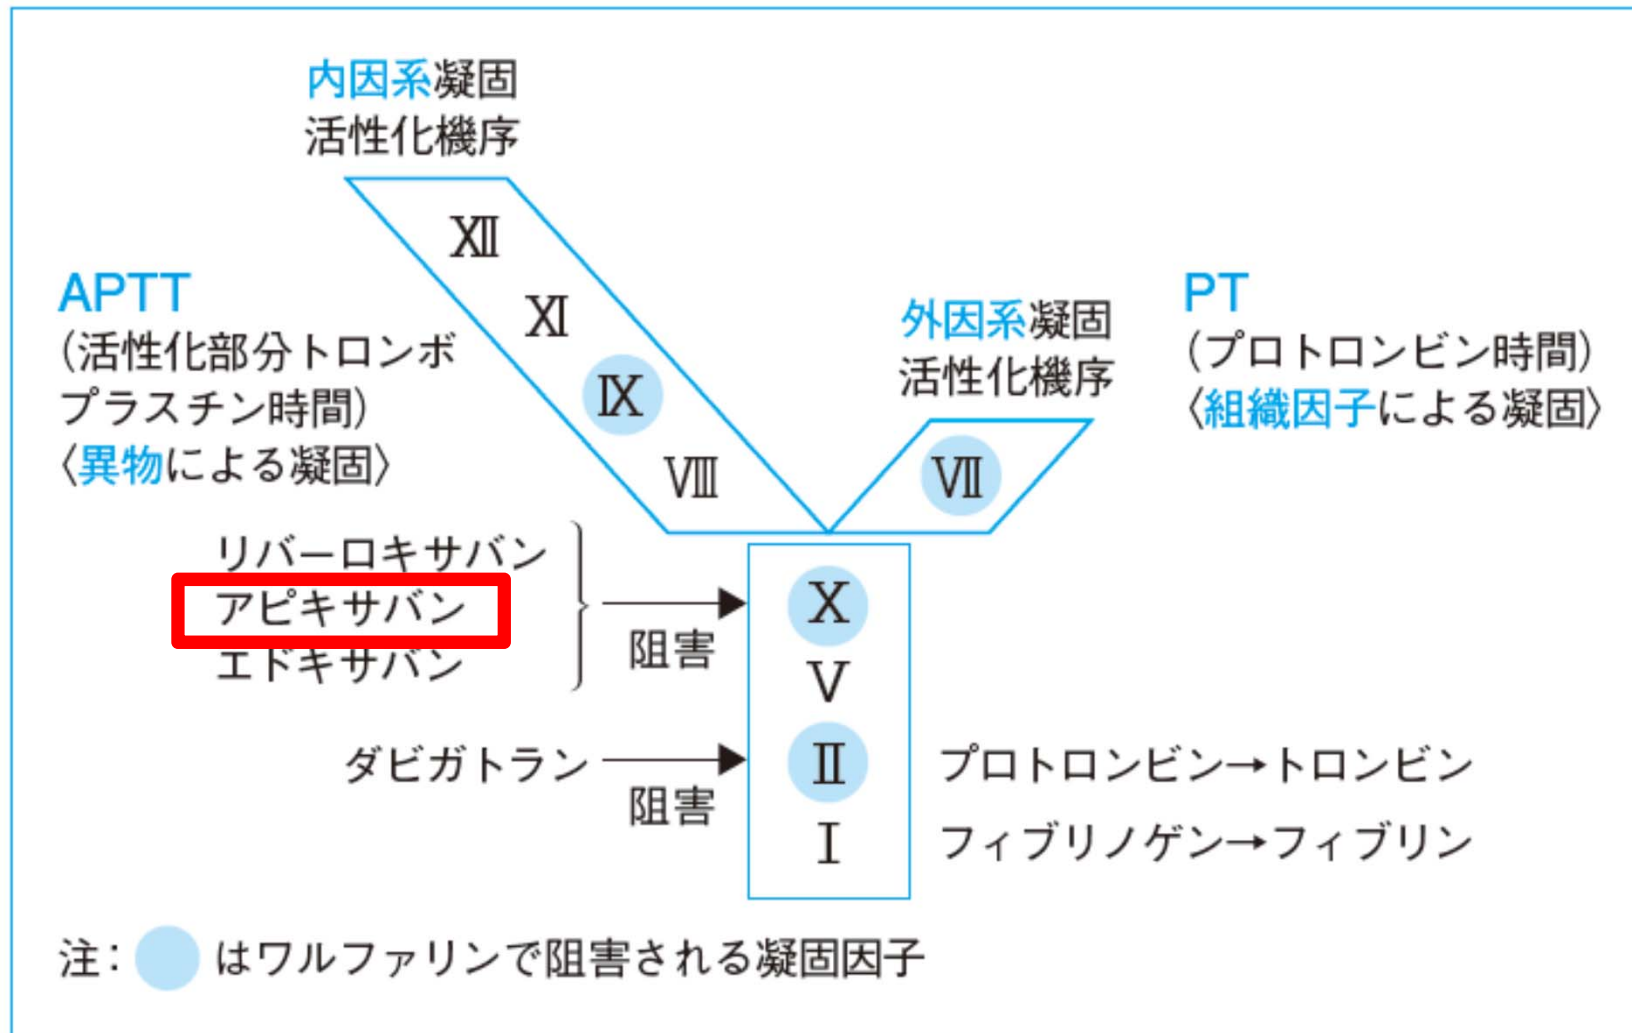 内因系凝固
活性化機序
Ⅻ
Ⅺ
Ⅸ
Ⅷ
APTT
(活性化部分トロンボ
プラスチン時間)
〈異物による凝固〉
外因系凝固
活性化機序
Ⅶ
PT
(プロトロンビン時間)
〈組織因子による凝固〉
リバーロキサバン
アピキサバン
エドキサバン
阻害
Ⅹ
Ⅴ
ダビガトラン
阻害
Ⅱ
プロトロンビン→トロンビン
Ⅰ
フィブリノゲン→フィブリン
注: はワルファリンで阻害される凝固因子